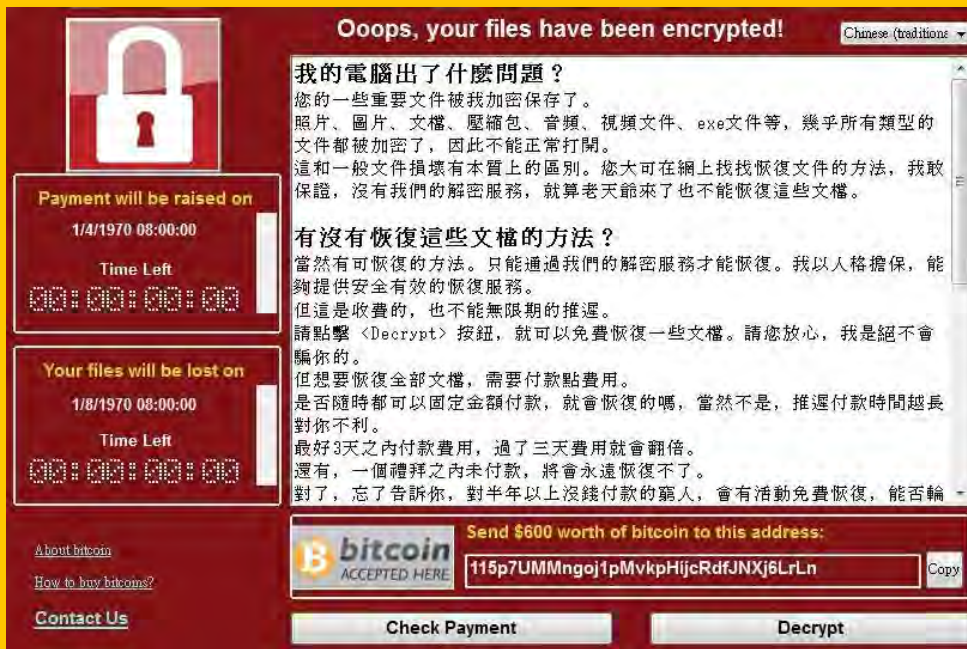 Ooops, your files have been encrypted!
Chinese (traditiona
Payment will be raised on
1/4/1970 08:00:00
Time Left
00:00:00:00
Your files will be lost on
1/8/1970 08:00:00
Time Left
00:00:00:00
About bitcoin
How to buy bitcoins?
Contact Us
我的電腦出了什麼問題？
您的一些重要文件被我加密保存了。
照片、圖片、文檔、壓縮包、音頻、視頻文件、exe文件等，幾乎所有類型的
文件都被加密了，因此不能正常打開。
這和一般文件損壞有本質上的區別。您大可在網上找找恢復文件的方法，我敢
保證，沒有我們的解密服務，就算老天爺來了也不能恢復這些文檔。
有沒有恢復這些文檔的方法？
當然有可恢復的方法。只能通過我們的解密服務才能恢復。我以人格擔保，能
夠提供安全有效的恢復服務。
但這是收費的，也不能無限期的推遲。
請點擊 <Decrypt> 按鈕，就可以免費恢復一些文檔。請您放心，我是絕不會
騙你的。
但想要恢復全部文檔，需要付款點費用。
是否隨時都可以固定金額付款，就會恢復的嗎，當然不是，推遲付款時間越長
對你不利。
最好3天之內付款費用，過了三天費用就會翻倍。
還有，一個禮拜之內未付款，將會永遠恢復不了。
對了，忘了告訴你，對半年以上沒錢付款的窮人，會有活動免費恢復，能否輪
bitcoin
ACCEPTED HERE
Send $600 worth of bitcoin to this address:
115p7UMMngoj1pMvkpHijcRdfJNXj6LrLn
Copy
Check Payment
Decrypt